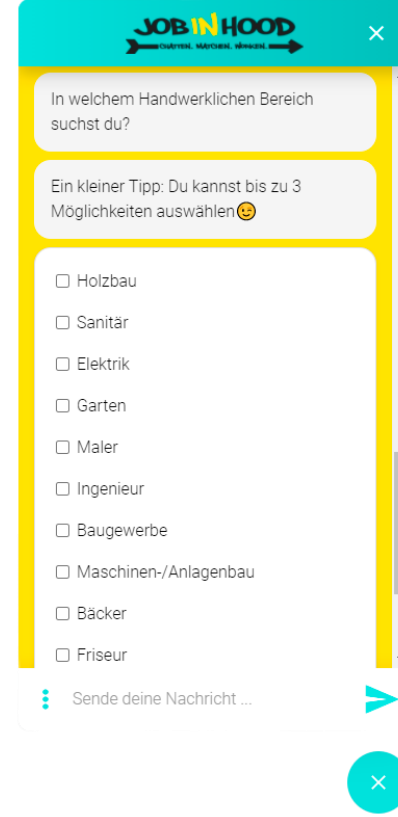 JOB IN HOOD
CHATTEN. MATCHEN. WORKEN.
In welchem Handwerklichen Bereich
suchst du?
Ein kleiner Tipp: Du kannst bis zu 3
Möglichkeiten auswählen😉
Holzbau
Sanitär
Elektrik
Garten
Maler
Ingenieur
Baugewerbe
Maschinen-/Anlagenbau
Bäcker
Friseur
Sende deine Nachricht ...